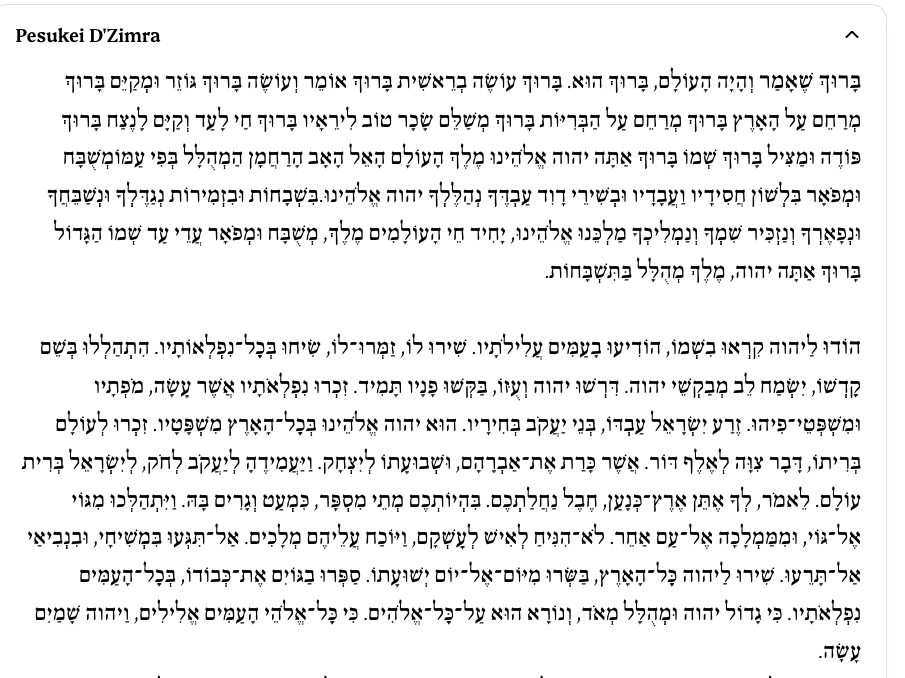 Pesukei D'Zimra
בָּרוּךְ שֶׁאָמַר וְהָיָה הָעוֹלָם, בָּרוּךְ הוּא. בָּרוּךְ עוֹשֶׂה בְרֵאשִׁית בָּרוּךְ אוֹמֵר וְעוֹשֶׂה בָּרוּךְ גּוֹזֵר וּמְקַיֵּם בָּרוּךְ
מְרַחֵם עַל הָאָרֶץ בָּרוּךְ מְרַחֵם עַל הַבְּרִיּוֹת בָּרוּךְ מְשַׁלֵּם שָׂכָר טוֹב לִירֵאָיו בָּרוּךְ חַי לָעַד וְקַיָּם לָנֶצַח בָּרוּךְ
פּוֹדֶה וּמַצִּיל בָּרוּךְ שְׁמוֹ בָּרוּךְ אַתָּה יהוה אֱלֹהֵינוּ מֶלֶךְ הָעוֹלָם הָאֵל הָאָב הָרַחֲמָן הַמְהֻלָּל בְּפִי עַמּוֹמְשֻׁבָּח
וּמְפֹאָר בִּלְשׁוֹן חֲסִידָיו וַעֲבָדָיו וּבְשִׁירֵי דָוִד עַבְדֶּךָ נְהַלֶּלְךָ יהוה אֱלֹהֵינוּ.בִּשְׁבָחוֹת וּבִזְמִירוֹת נְגַדֶּלְךָ וּנְשַׁבֵּחֲךָ
וּנְפָאֶרְךָ וְנַזְכִּיר שִׁמְךָ וְנַמְלִיכְךָ מַלְכֵּנוּ אֱלֹהֵינוּ, יָחִיד חֵי הָעוֹלָמִים מֶלֶךְ, מְשֻׁבָּח וּמְפֹאָר עֲדֵי עַד שְׁמוֹ הַגָּדוֹל
בָּרוּךְ אַתָּה יהוה, מֶלֶךְ מְהֻלָּל בַּתִּשְׁבָּחוֹת.
הוֹדוּ לַיהוה קִרְאוּ בִשְׁמוֹ, הוֹדִיעוּ בָעַמִּים עֲלִילֹתָיו. שִׁירוּ לוֹ, זַמְּרוּ־לוֹ, שִׂיחוּ בְּכָל־נִפְלְאוֹתָיו. הִתְהַלְלוּ בְּשֵׁם
קָדְשׁוֹ, יִשְׂמַח לֵב מְבַקְשֵׁי יהוה. דִּרְשׁוּ יהוה וְעֻזּוֹ, בַּקְּשׁוּ פָנָיו תָּמִיד. זִכְרוּ נִפְלְאֹתָיו אֲשֶׁר עָשָׂה, מֹפְתָיו
וּמִשְׁפְּטֵי־פִיהוּ. זֶרַע יִשְׂרָאֵל עַבְדּוֹ, בְּנֵי יַעֲקֹב בְּחִירָיו. הוּא יהוה אֱלֹהֵינוּ בְּכָל־הָאָרֶץ מִשְׁפָּטָיו. זִכְרוּ לְעוֹלָם
בְּרִיתוֹ, דָּבָר צִוָּה לְאֶלֶף דּוֹר. אֲשֶׁר כָּרַת אֶת־אַבְרָהָם, וּשְׁבוּעָתוֹ לְיִצְחָק. וַיַּעֲמִידֶהָ לְיַעֲקֹב לְחֹק, לְיִשְׂרָאֵל בְּרִית
עוֹלָם. לֵאמֹר, לְךָ אֶתֵּן אֶרֶץ־כְּנָעַן, חֶבֶל נַחֲלַתְכֶם. בִּהְיוֹתְכֶם מְתֵי מִסְפָּר, כִּמְעַט וְגָרִים בָּהּ. וַיִּתְהַלְּכוּ מִגּוֹי
אֶל־גּוֹי, וּמִמַּמְלָכָה אֶל־עַם אַחֵר. לֹא־הִנִּיחַ לְאִישׁ לְעָשְׁקָם, וַיּוֹכַח עֲלֵיהֶם מְלָכִים. אַל־תִּגְּעוּ בִּמְשִׁיחָי, וּבִנְבִיאַי
אַל־תָּרֵעוּ. שִׁירוּ לַיהוה כָּל־הָאָרֶץ, בַּשְּׂרוּ מִיּוֹם־אֶל־יוֹם יְשׁוּעָתוֹ. סַפְּרוּ בַגּוֹיִם אֶת־כְּבוֹדוֹ, בְּכָל־הָעַמִּים
נִפְלְאֹתָיו. כִּי גָדוֹל יהוה וּמְהֻלָּל מְאֹד, וְנוֹרָא הוּא עַל־כָּל־אֱלֹהִים. כִּי כָּל־אֱלֹהֵי הָעַמִּים אֱלִילִים, וַיהוה שָׁמַיִם
עָשָׂה.